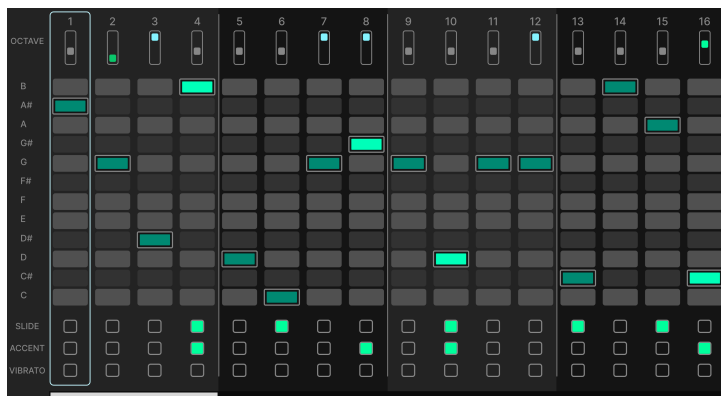 1 2 3 4 5 6 7 8 9 10 11 12 13 14 15 16
OCTAVE
B
A#
A
G#
G
F#
F
E
D#
D
C#
C
SLIDE
ACCENT
VIBRATO